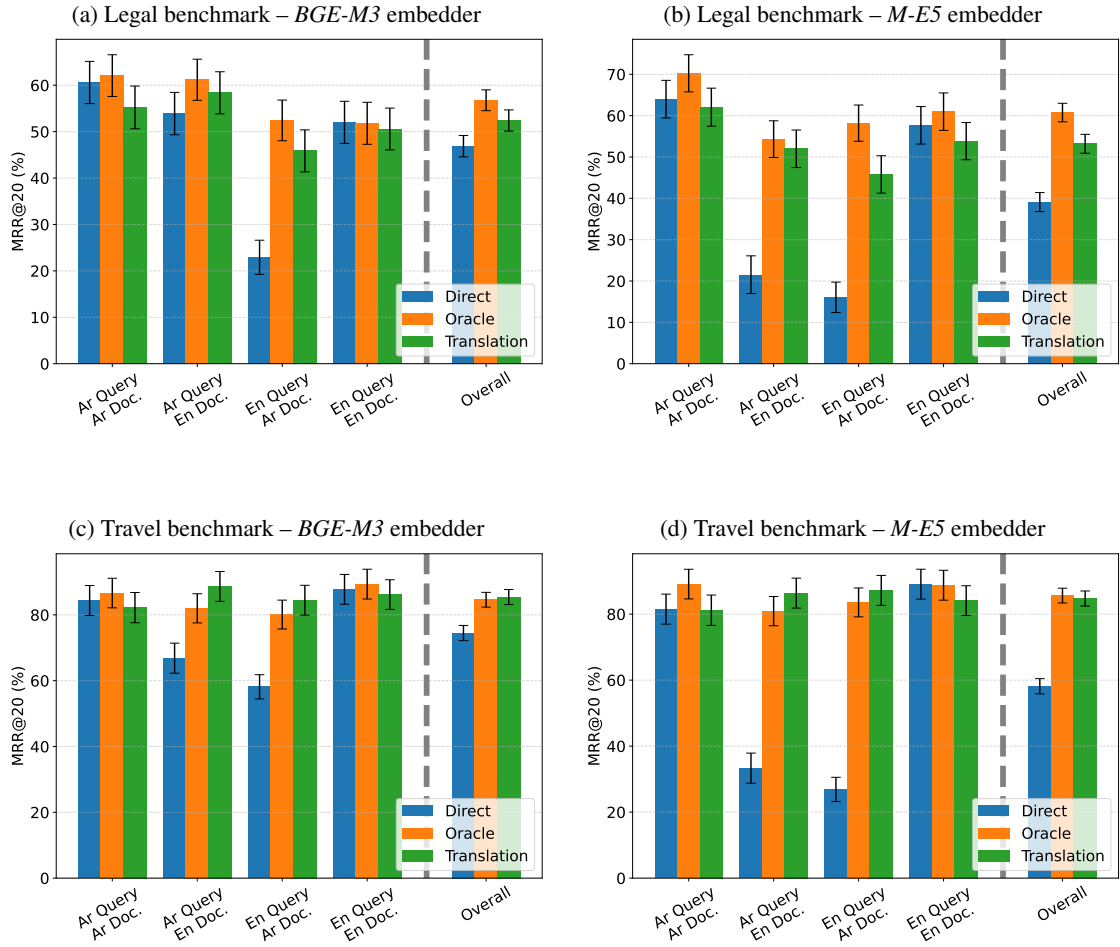 (a) Legal benchmark – BGE-M3 embedder
MRR@20 (%)
60
50
40
30
20
10
0
Direct
Oracle
Translation
Ar Query
Ar Doc.
Ar Query
En Doc.
En Query
Ar Doc.
En Query
En Doc.
Overall
(b) Legal benchmark – M-E5 embedder
MRR@20 (%)
70
60
50
40
30
20
10
0
Direct
Oracle
Translation
Ar Query
Ar Doc.
Ar Query
En Doc.
En Query
Ar Doc.
En Query
En Doc.
Overall
(c) Travel benchmark – BGE-M3 embedder
MRR@20 (%)
80
60
40
20
0
Direct
Oracle
Translation
Ar Query
Ar Doc.
Ar Query
En Doc.
En Query
Ar Doc.
En Query
En Doc.
Overall
(d) Travel benchmark – M-E5 embedder
MRR@20 (%)
80
60
40
20
0
Direct
Oracle
Translation
Ar Query
Ar Doc.
Ar Query
En Doc.
En Query
Ar Doc.
En Query
En Doc.
Overall